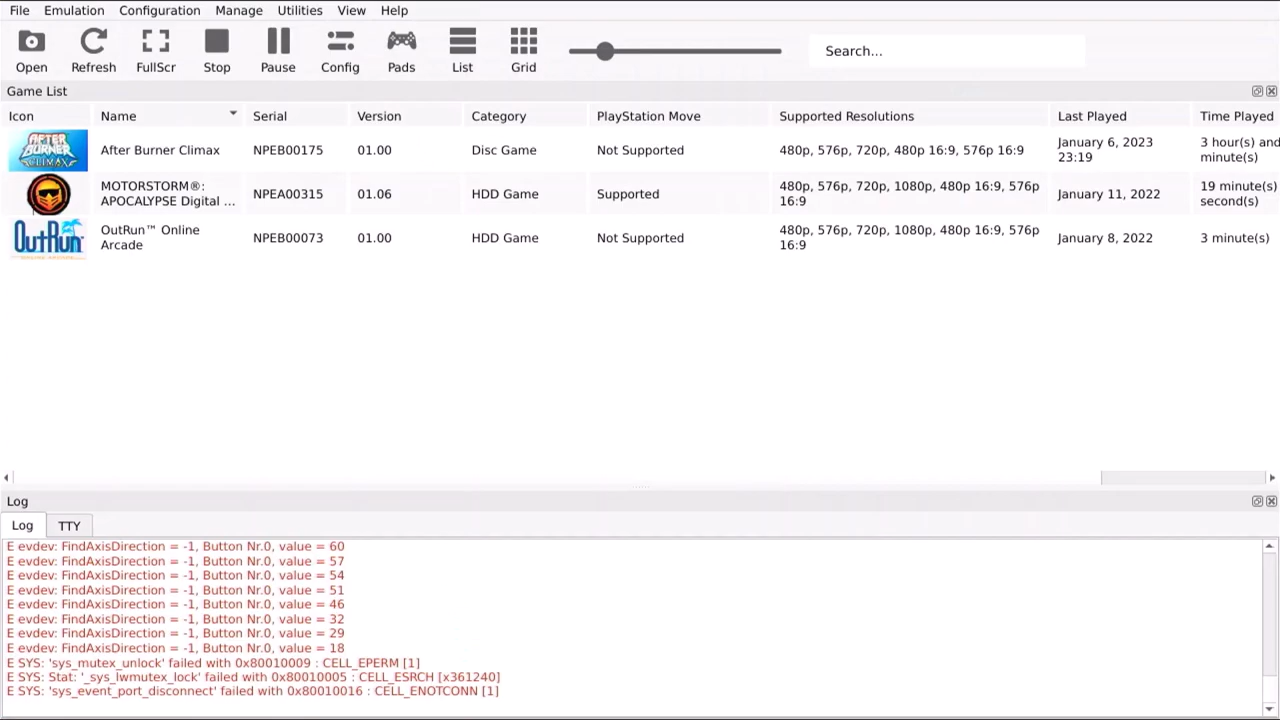 File Emulation Configuration Manage Utilities View Help
Open Refresh FullScr Stop Pause Config Pads List Grid Search...
Game List
Icon Name Serial Version Category PlayStation Move Supported Resolutions Last Played Time Played
AFTER BURNER CLIMAX After Burner Climax NPEB00175 01.00 Disc Game Not Supported 480p, 576p, 720p, 480p 16:9, 576p 16:9 January 6, 2023 3 hour(s) and
23:19 minute(s)
MOTORSTORM®: NPEA00315 01.06 HDD Game Supported 480p, 576p, 720p, 1080p, 480p 16:9, 576p January 11, 2022 19 minute(s)
APOCALYPSE Digital ... 16:9 second(s)
OutRun OutRun™ Online NPEB00073 01.00 HDD Game Not Supported 480p, 576p, 720p, 1080p, 480p 16:9, 576p January 8, 2022 3 minute(s)
Arcade 16:9
Log
Log TTY
E evdev: FindAxisDirection = -1, Button Nr.0, value = 60
E evdev: FindAxisDirection = -1, Button Nr.0, value = 57
E evdev: FindAxisDirection = -1, Button Nr.0, value = 54
E evdev: FindAxisDirection = -1, Button Nr.0, value = 51
E evdev: FindAxisDirection = -1, Button Nr.0, value = 46
E evdev: FindAxisDirection = -1, Button Nr.0, value = 32
E evdev: FindAxisDirection = -1, Button Nr.0, value = 29
E evdev: FindAxisDirection = -1, Button Nr.0, value = 18
E SYS: 'sys_mutex_unlock' failed with 0x80010009 : CELL_EPERM [1]
E SYS: Stat: '_sys_lwmutex_lock' failed with 0x80010005 : CELL_ESRCH [x361240]
E SYS: 'sys_event_port_disconnect' failed with 0x80010016 : CELL_ENOTCONN [1]